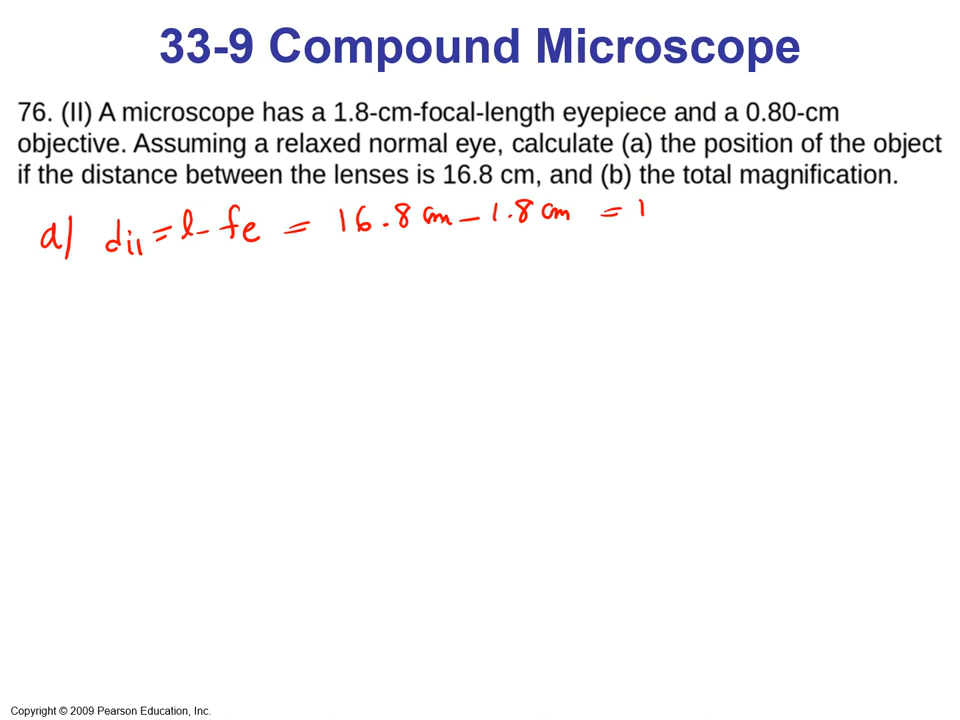 33-9 Compound Microscope
76. (II) A microscope has a 1.8-cm-focal-length eyepiece and a 0.80-cm
objective. Assuming a relaxed normal eye, calculate (a) the position of the object
if the distance between the lenses is 16.8 cm, and (b) the total magnification.
a) di1 = l - fe = 16.8 cm - 1.8 cm = 1
Copyright © 2009 Pearson Education, Inc.